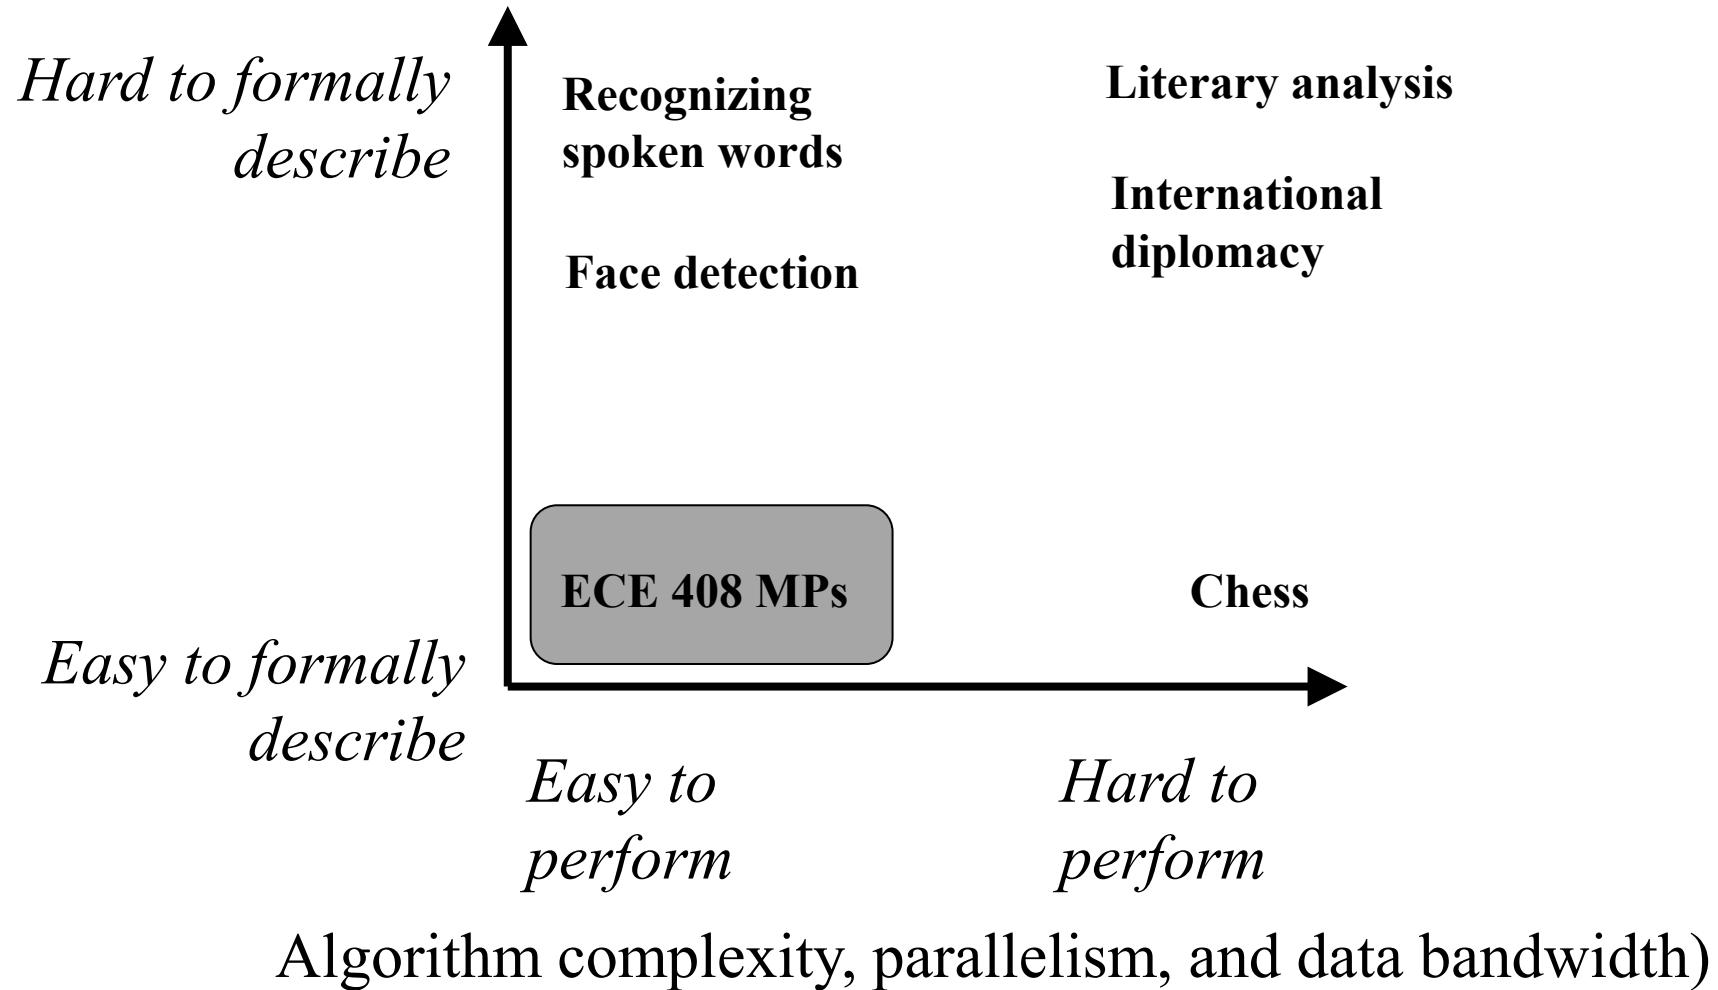 Hard to formally
describe
Recognizing
spoken words
Literary analysis
International
diplomacy
Face detection
ECE 408 MPs
Chess
Easy to formally
describe
Easy to
perform
Hard to
perform
Algorithm complexity, parallelism, and data bandwidth)